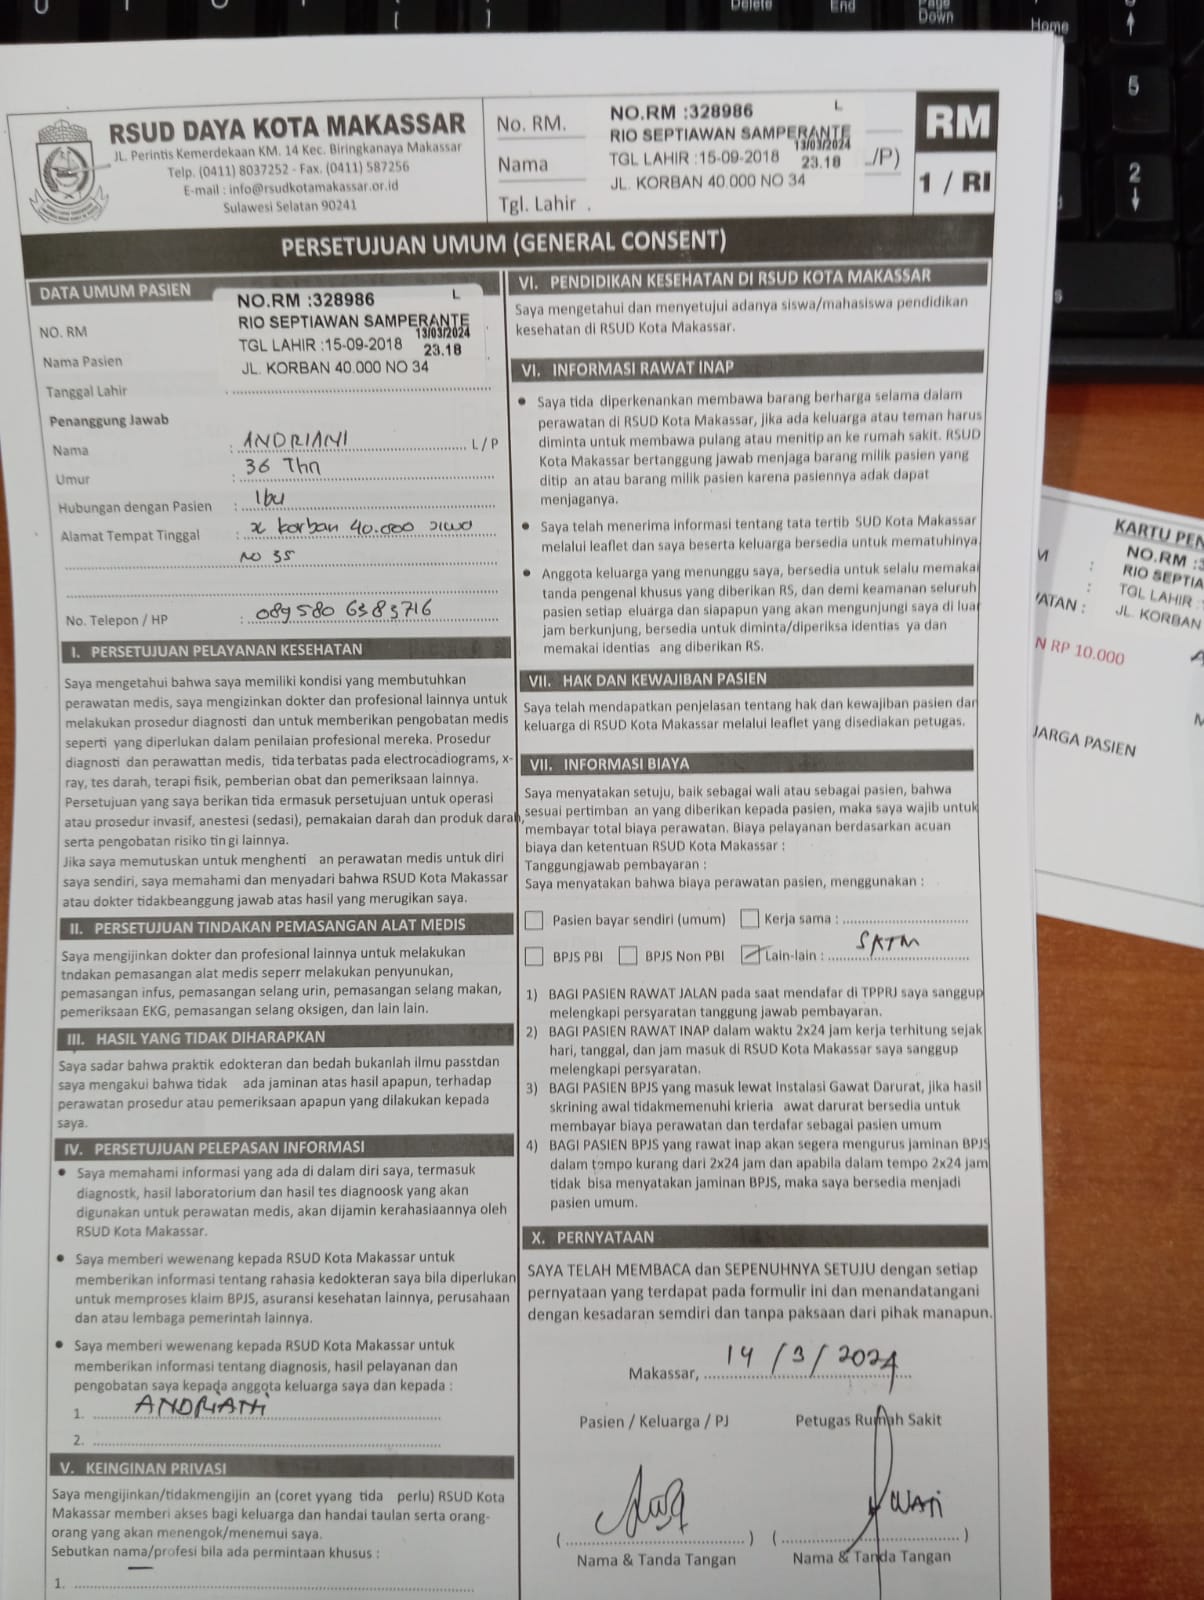 Delete
End
Page
Down
Home
[
]
5
2
RSUD DAYA KOTA MAKASSAR
JL. Perintis Kemerdekaan KM. 14 Kec. Biringkanaya Makassar
Telp. (0411) 8037252 - Fax. (0411) 587256
E-mail : info@rsudkotamakassar.or.id
Sulawesi Selatan 90241
No. RM.
Nama
Tgl. Lahir .
NO.RM :328986 L
RIO SEPTIAWAN SAMPERANTE
13/03/2024
TGL LAHIR :15-09-2018 23.18
JL. KORBAN 40.000 NO 34
/P)
RM
1 / RI
PERSETUJUAN UMUM (GENERAL CONSENT)
DATA UMUM PASIEN
NO. RM
Nama Pasien
Tanggal Lahir
NO.RM :328986 L
RIO SEPTIAWAN SAMPERANTE
13/03/2024
TGL LAHIR :15-09-2018 23.18
JL. KORBAN 40.000 NO 34
Penanggung Jawab
Nama : ANDRIANI L / P
Umur : 36 Thn
Hubungan dengan Pasien : Ibu
Alamat Tempat Tinggal : korban 40.000 jiwa
NO 35
No. Telepon / HP : 089580 6383716
I. PERSETUJUAN PELAYANAN KESEHATAN
Saya mengetahui bahwa saya memiliki kondisi yang membutuhkan
perawatan medis, saya mengizinkan dokter dan profesional lainnya untuk
melakukan prosedur diagnosti dan untuk memberikan pengobatan medis
seperti yang diperlukan dalam penilaian profesional mereka. Prosedur
diagnosti dan perawattan medis, tida terbatas pada electrocadiograms, x-
ray, tes darah, terapi fisik, pemberian obat dan pemeriksaan lainnya.
Persetujuan yang saya berikan tida ermasuk persetujuan untuk operasi
atau prosedur invasif, anestesi (sedasi), pemakaian darah dan produk darah,
serta pengobatan risiko tin gi lainnya.
Jika saya memutuskan untuk menghenti an perawatan medis untuk diri
saya sendiri, saya memahami dan menyadari bahwa RSUD Kota Makassar
atau dokter tidakbeanggung jawab atas hasil yang merugikan saya.
II. PERSETUJUAN TINDAKAN PEMASANGAN ALAT MEDIS
Saya mengijinkan dokter dan profesional lainnya untuk melakukan
tndakan pemasangan alat medis seperr melakukan penyunukan,
pemasangan infus, pemasangan selang urin, pemasangan selang makan,
pemeriksaan EKG, pemasangan selang oksigen, dan lain lain.
III. HASIL YANG TIDAK DIHARAPKAN
Saya sadar bahwa praktik edokteran dan bedah bukanlah ilmu passtdan
saya mengakui bahwa tidak ada jaminan atas hasil apapun, terhadap
perawatan prosedur atau pemeriksaan apapun yang dilakukan kepada
saya.
IV. PERSETUJUAN PELEPASAN INFORMASI
• Saya memahami informasi yang ada di dalam diri saya, termasuk
diagnostk, hasil laboratorium dan hasil tes diagnoosk yang akan
digunakan untuk perawatan medis, akan dijamin kerahasiaannya oleh
RSUD Kota Makassar.
• Saya memberi wewenang kepada RSUD Kota Makassar untuk
memberikan informasi tentang rahasia kedokteran saya bila diperlukan
untuk memproses klaim BPJS, asuransi kesehatan lainnya, perusahaan
dan atau lembaga pemerintah lainnya.
• Saya memberi wewenang kepada RSUD Kota Makassar untuk
memberikan informasi tentang diagnosis, hasil pelayanan dan
pengobatan saya kepada anggota keluarga saya dan kepada :
1. ANDRIANI
2.
V. KEINGINAN PRIVASI
Saya mengijinkan/tidakmengijin an (coret yyang tida perlu) RSUD Kota
Makassar memberi akses bagi keluarga dan handai taulan serta orang-
orang yang akan menengok/menemui saya.
Sebutkan nama/profesi bila ada permintaan khusus :
1.
VI. PENDIDIKAN KESEHATAN DI RSUD KOTA MAKASSAR
Saya mengetahui dan menyetujui adanya siswa/mahasiswa pendidikan
kesehatan di RSUD Kota Makassar.
VI. INFORMASI RAWAT INAP
• Saya tida diperkenankan membawa barang berharga selama dalam
perawatan di RSUD Kota Makassar, jika ada keluarga atau teman harus
diminta untuk membawa pulang atau menitip an ke rumah sakit. RSUD
Kota Makassar bertanggung jawab menjaga barang milik pasien yang
ditip an atau barang milik pasien karena pasiennya adak dapat
menjaganya.
• Saya telah menerima informasi tentang tata tertib SUD Kota Makassar
melalui leaflet dan saya beserta keluarga bersedia untuk mematuhinya
• Anggota keluarga yang menunggu saya, bersedia untuk selalu memakai
tanda pengenal khusus yang diberikan RS, dan demi keamanan seluruh
pasien setiap eluarga dan siapapun yang akan mengunjungi saya di luar
jam berkunjung, bersedia untuk diminta/diperiksa identias ya dan
memakai identias ang diberikan RS.
VII. HAK DAN KEWAJIBAN PASIEN
Saya telah mendapatkan penjelasan tentang hak dan kewajiban pasien dan
keluarga di RSUD Kota Makassar melalui leaflet yang disediakan petugas.
VII. INFORMASI BIAYA
Saya menyatakan setuju, baik sebagai wali atau sebagai pasien, bahwa
sesuai pertimban an yang diberikan kepada pasien, maka saya wajib untuk
membayar total biaya perawatan. Biaya pelayanan berdasarkan acuan
biaya dan ketentuan RSUD Kota Makassar :
Tanggungjawab pembayaran :
Saya menyatakan bahwa biaya perawatan pasien, menggunakan :
Pasien bayar sendiri (umum) Kerja sama :
BPJS PBI BPJS Non PBI Lain-lain : SKTM
1) BAGI PASIEN RAWAT JALAN pada saat mendafar di TPPRJ saya sanggup
melengkapi persyaratan tanggung jawab pembayaran.
2) BAGI PASIEN RAWAT INAP dalam waktu 2x24 jam kerja terhitung sejak
hari, tanggal, dan jam masuk di RSUD Kota Makassar saya sanggup
melengkapi persyaratan.
3) BAGI PASIEN BPJS yang masuk lewat Instalasi Gawat Darurat, jika hasil
skrining awal tidakmemenuhi krieria awat darurat bersedia untuk
membayar biaya perawatan dan terdafar sebagai pasien umum
4) BAGI PASIEN BPJS yang rawat inap akan segera mengurus jaminan BPJS
dalam tempo kurang dari 2x24 jam dan apabila dalam tempo 2x24 jam
tidak bisa menyatakan jaminan BPJS, maka saya bersedia menjadi
pasien umum.
X. PERNYATAAN
SAYA TELAH MEMBACA dan SEPENUHNYA SETUJU dengan setiap
pernyataan yang terdapat pada formulir ini dan menandatangani
dengan kesadaran semdiri dan tanpa paksaan dari pihak manapun.
Makassar, 14 / 3 / 2024
Pasien / Keluarga / PJ Petugas Rumah Sakit
WATI
( ) ( )
Nama & Tanda Tangan Nama & Tanda Tangan
KARTU PEN
NO.RM :3
RIO SEPTIA
TGL LAHIR :
JL. KORBAN
M :
:
WATAN :
N RP 10.000
ARGA PASIEN